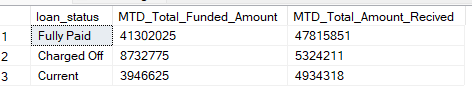 loan_status MTD_Total_Funded_Amount MTD_Total_Amount_Recived
1 Fully Paid 41302025 47815851
2 Charged Off 8732775 5324211
3 Current 3946625 4934318